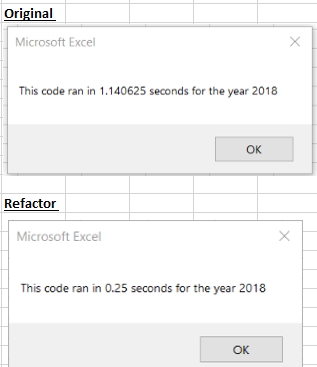 Original
Microsoft Excel
This code ran in 1.140625 seconds for the year 2018
OK
Refactor
Microsoft Excel
This code ran in 0.25 seconds for the year 2018
OK